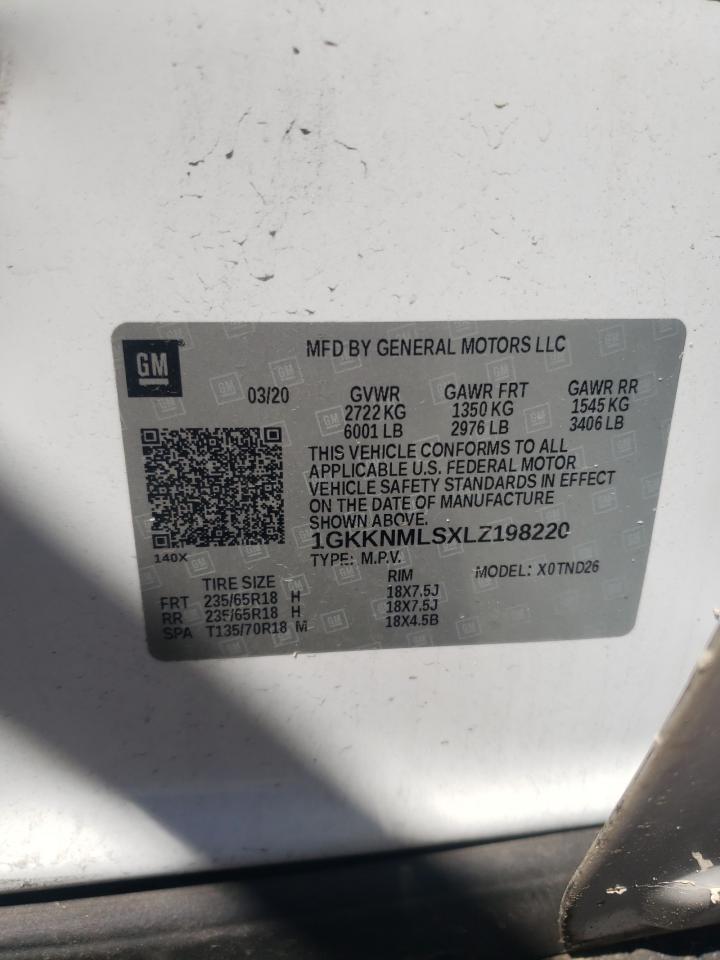 GM
MFD BY GENERAL MOTORS LLC
03/20 GVWR GAWR FRT GAWR RR
2722 KG 1350 KG 1545 KG
6001 LB 2976 LB 3406 LB
THIS VEHICLE CONFORMS TO ALL
APPLICABLE U.S. FEDERAL MOTOR
VEHICLE SAFETY STANDARDS IN EFFECT
ON THE DATE OF MANUFACTURE
SHOWN ABOVE.
1GKKNMLSXLZ198220
140X
TYPE: M.P.V. MODEL: X0TND26
TIRE SIZE RIM
FRT 235/65R18 H 18X7.5J
RR 235/65R18 H 18X7.5J
SPA T135/70R18 M 18X4.5B